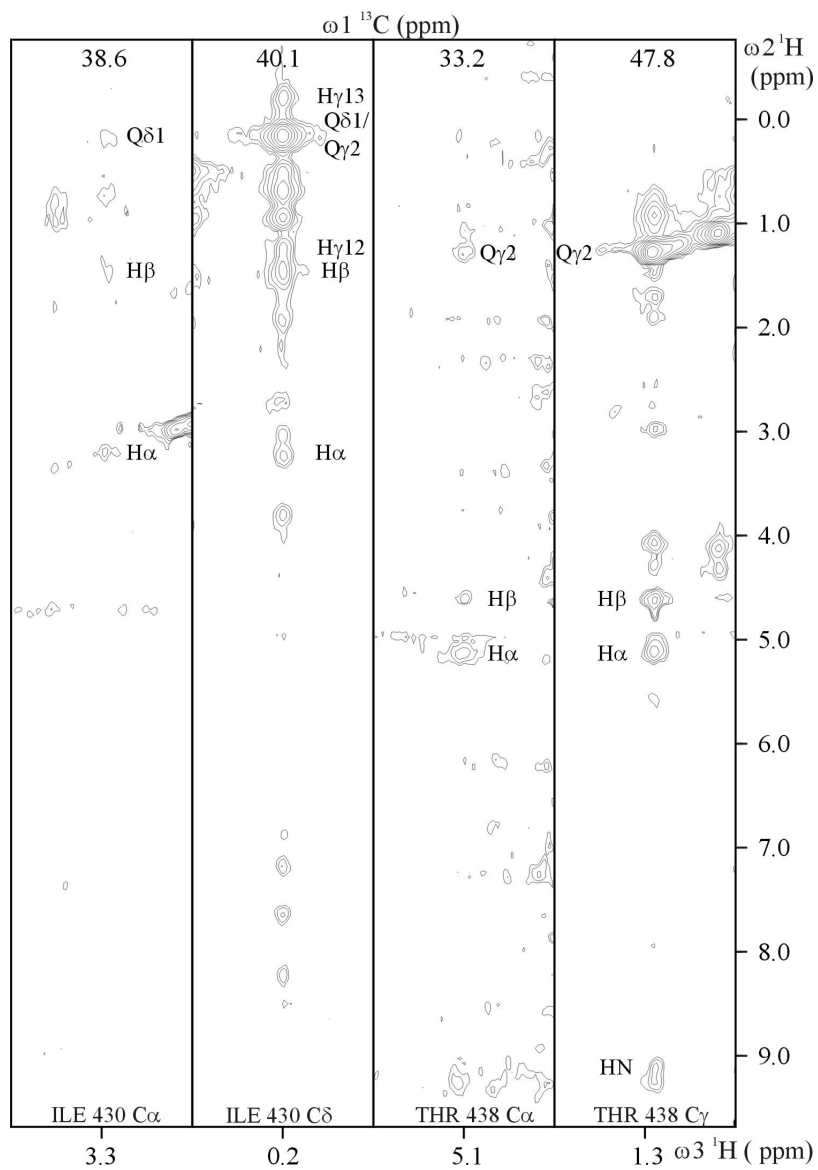 ω1 ¹³C (ppm)
38.6 40.1 33.2 47.8 ω2 ¹H
(ppm)
Hγ13
0.0
Qδ1 Qδ1/
Qγ2
1.0
Hγ12 Qγ2 Qγ2
Hβ Hβ
2.0
3.0
Hα Hα
4.0
Hβ Hβ
5.0
Hα Hα
6.0
7.0
8.0
9.0
HN
ILE 430 Cα ILE 430 Cδ THR 438 Cα THR 438 Cγ
3.3 0.2 5.1 1.3 ω3 ¹H ( ppm)